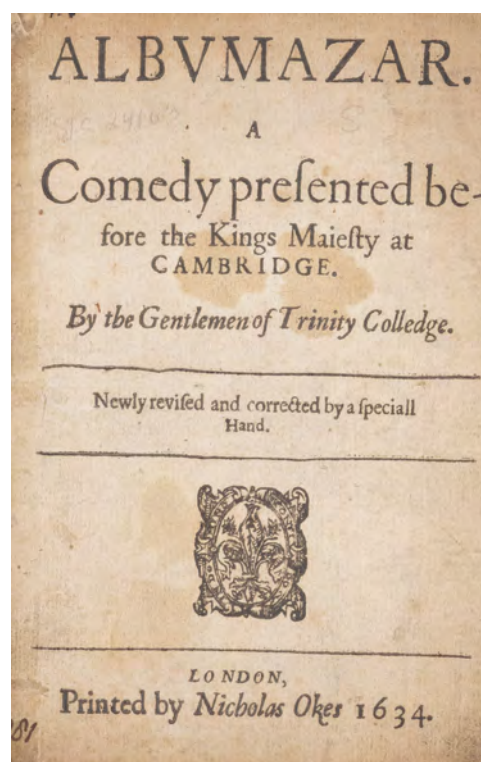 ALBVMAZAR.
A
Comedy preſented be-
fore the Kings Maieſty at
CAMBRIDGE.
By the Gentlemen of Trinity Colledge.
Newly reviſed and corrected by a ſpeciall
Hand.
LONDON,
Printed by Nicholas Okes 1634.